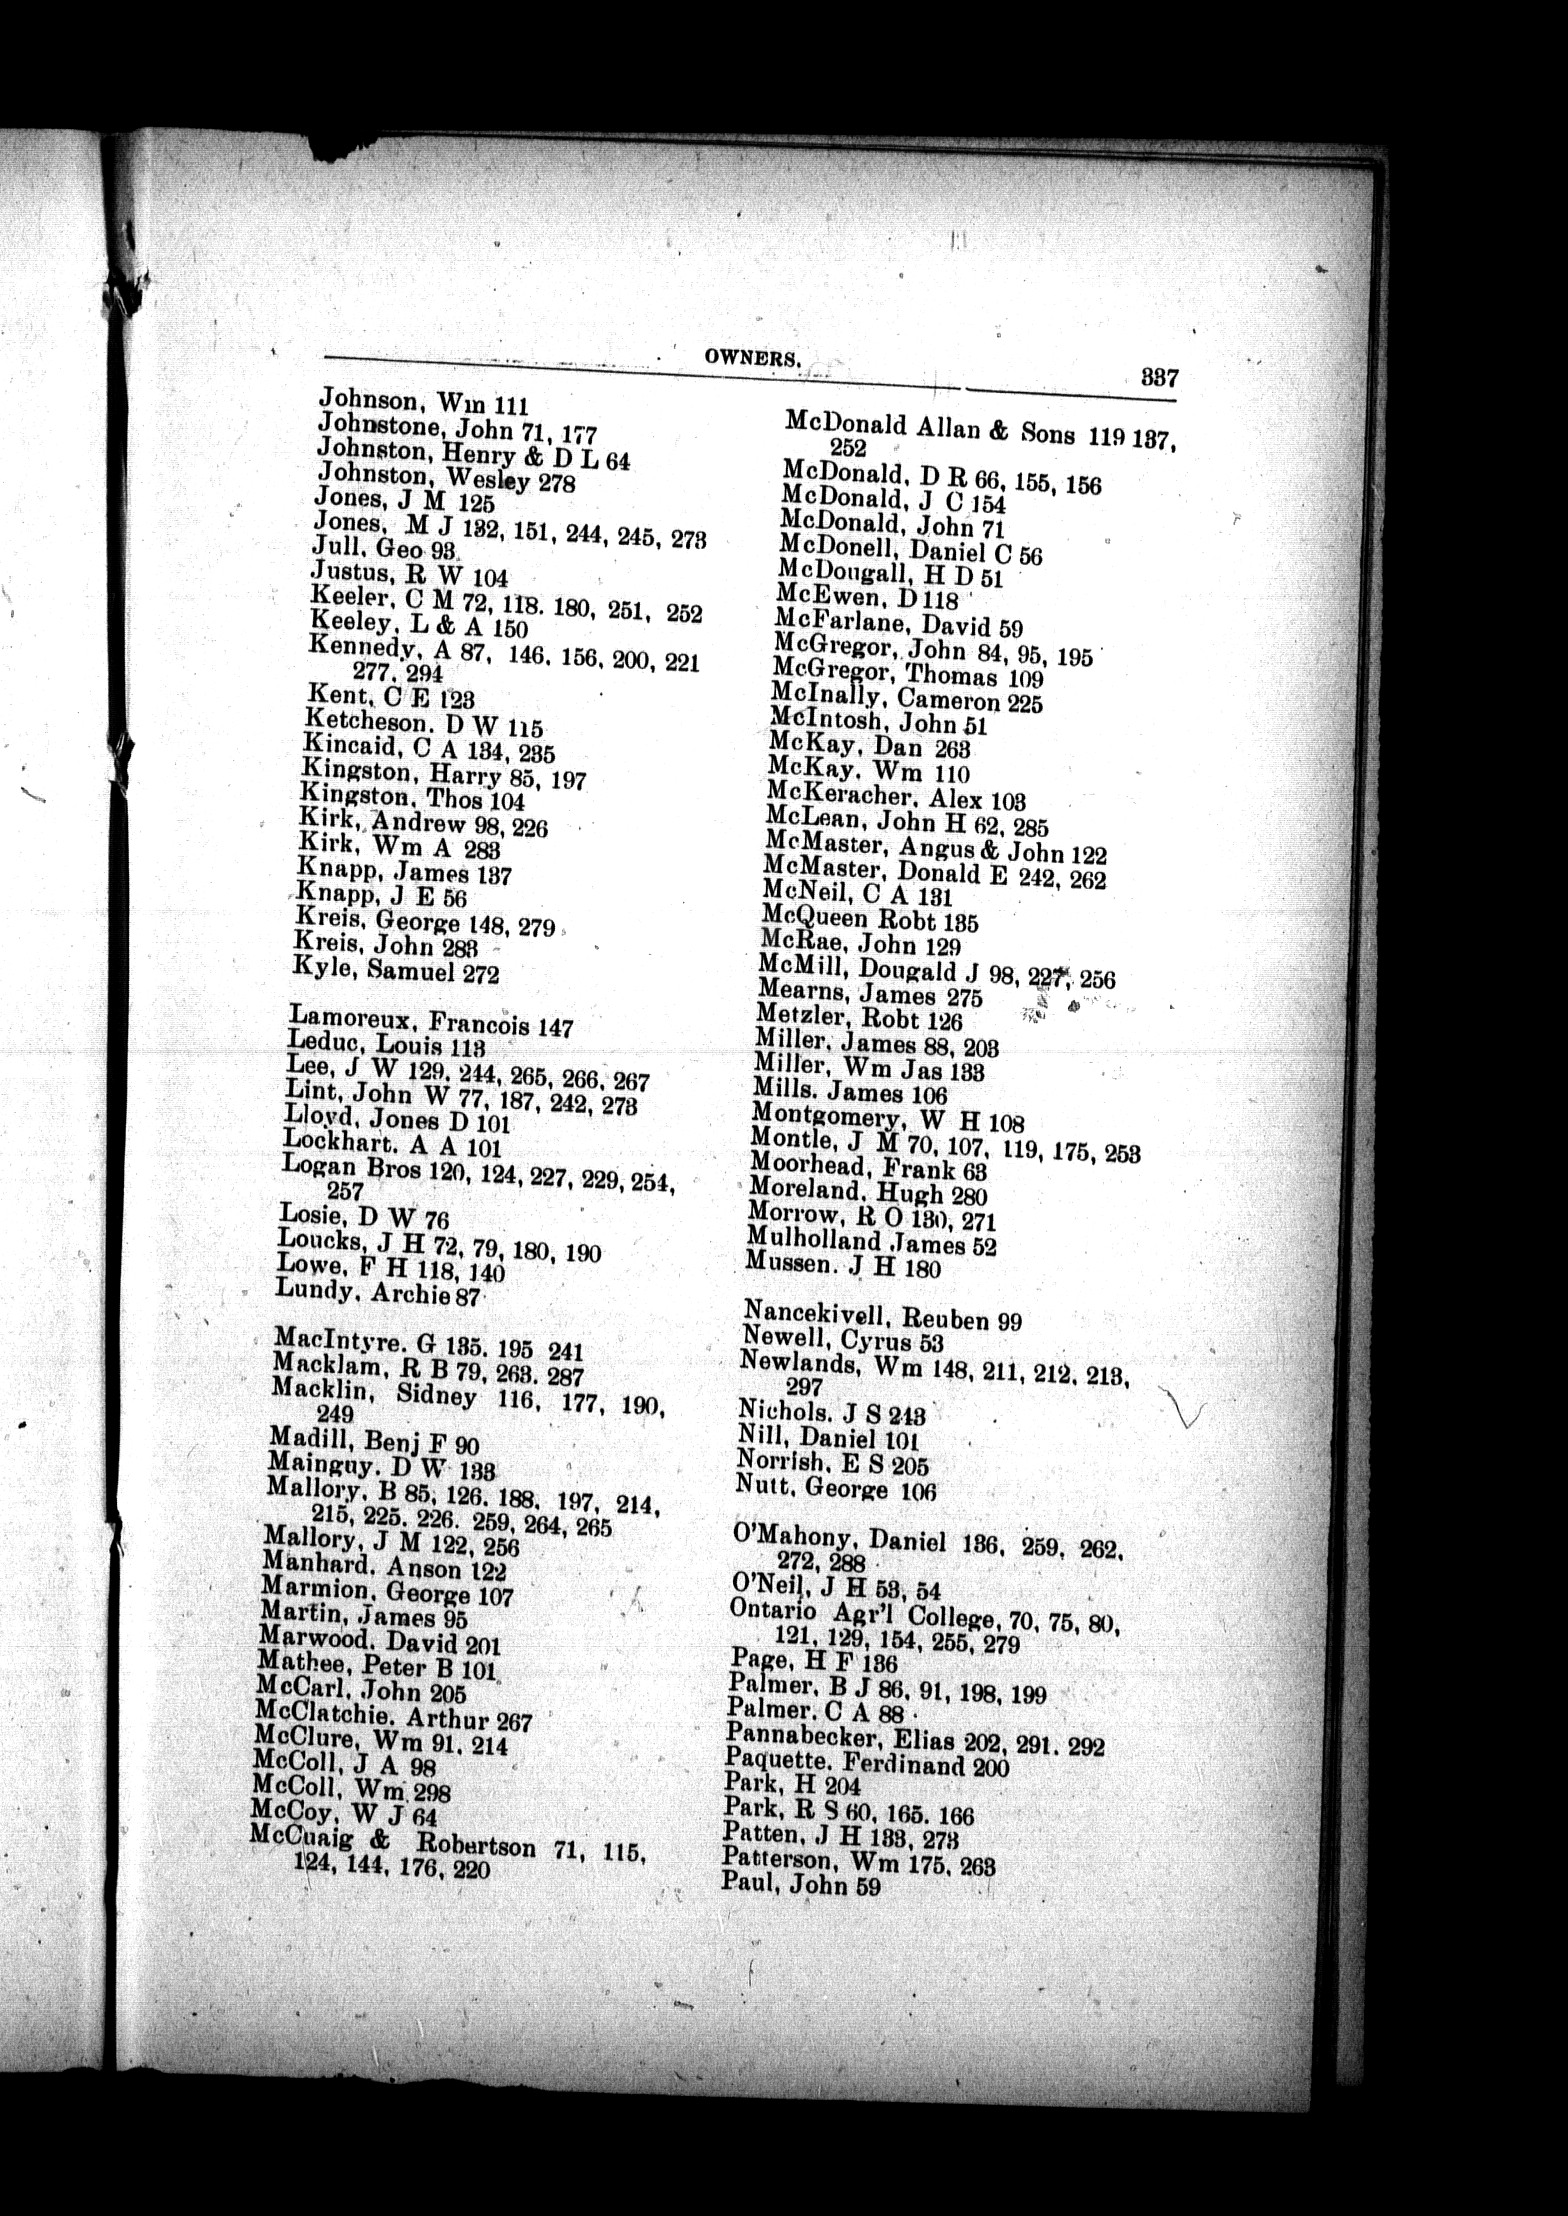 OWNERS.
337
Johnson, Wm 111
Johnstone, John 71, 177
Johnston, Henry & D L 64
Johnston, Wesley 278
Jones, J M 125
Jones, M J 132, 151, 244, 245, 273
Jull, Geo 93
Justus, R W 104
Keeler, C M 72, 118. 180, 251, 252
Keeley, L & A 150
Kennedy, A 87, 146, 156, 200, 221
277, 294
Kent, C E 123
Ketcheson. D W 115
Kincaid, C A 134, 235
Kingston, Harry 85, 197
Kingston, Thos 104
Kirk, Andrew 98, 226
Kirk, Wm A 283
Knapp, James 137
Knapp, J E 56
Kreis, George 148, 279
Kreis, John 283
Kyle, Samuel 272
Lamoreux, Francois 147
Leduc, Louis 113
Lee, J W 129. 244, 265, 266, 267
Lint, John W 77, 187, 242, 273
Lloyd, Jones D 101
Lockhart. A A 101
Logan Bros 120, 124, 227, 229, 254,
257
Losie, D W 76
Loucks, J H 72, 79, 180, 190
Lowe, F H 118, 140
Lundy, Archie 87
MacIntyre. G 135. 195 241
Macklam, R B 79, 263. 287
Macklin, Sidney 116, 177, 190,
249
Madill, Benj F 90
Mainguy. D W 133
Mallory, B 85, 126. 188, 197, 214,
215, 225. 226. 259, 264, 265
Mallory, J M 122, 256
Manhard. Anson 122
Marmion, George 107
Martin, James 95
Marwood. David 201
Mathee, Peter B 101
McCarl, John 205
McClatchie. Arthur 267
McClure, Wm 91, 214
McColl, J A 98
McColl, Wm 298
McCoy, W J 64
McCuaig & Robertson 71, 115,
124, 144, 176, 220
McDonald Allan & Sons 119 137,
252
McDonald, D R 66, 155, 156
McDonald, J C 154
McDonald, John 71
McDonell, Daniel C 56
McDougall, H D 51
McEwen, D 118
McFarlane, David 59
McGregor, John 84, 95, 195
McGregor, Thomas 109
McInally, Cameron 225
McIntosh, John 51
McKay, Dan 263
McKay. Wm 110
McKeracher. Alex 103
McLean, John H 62, 285
McMaster, Angus & John 122
McMaster, Donald E 242, 262
McNeil, C A 131
McQueen Robt 135
McRae, John 129
McMill, Dougald J 98, 227, 256
Mearns, James 275
Metzler, Robt 126
Miller, James 88, 203
Miller, Wm Jas 133
Mills. James 106
Montgomery, W H 108
Montle, J M 70, 107, 119, 175, 253
Moorhead, Frank 63
Moreland, Hugh 280
Morrow, R O 130, 271
Mulholland James 52
Mussen. J H 180
Nancekivell, Reuben 99
Newell, Cyrus 53
Newlands, Wm 148, 211, 212, 213,
297
Nichols. J S 243
Nill, Daniel 101
Norrish, E S 205
Nutt, George 106
O'Mahony, Daniel 136, 259, 262,
272, 288
O'Neil, J H 53, 54
Ontario Agr'l College, 70, 75, 80,
121, 129, 154, 255, 279
Page, H F 136
Palmer, B J 86, 91, 198, 199
Palmer. C A 88
Pannabecker, Elias 202, 291. 292
Paquette. Ferdinand 200
Park, H 204
Park, R S 60, 165. 166
Patten, J H 133, 273
Patterson, Wm 175, 263
Paul, John 59